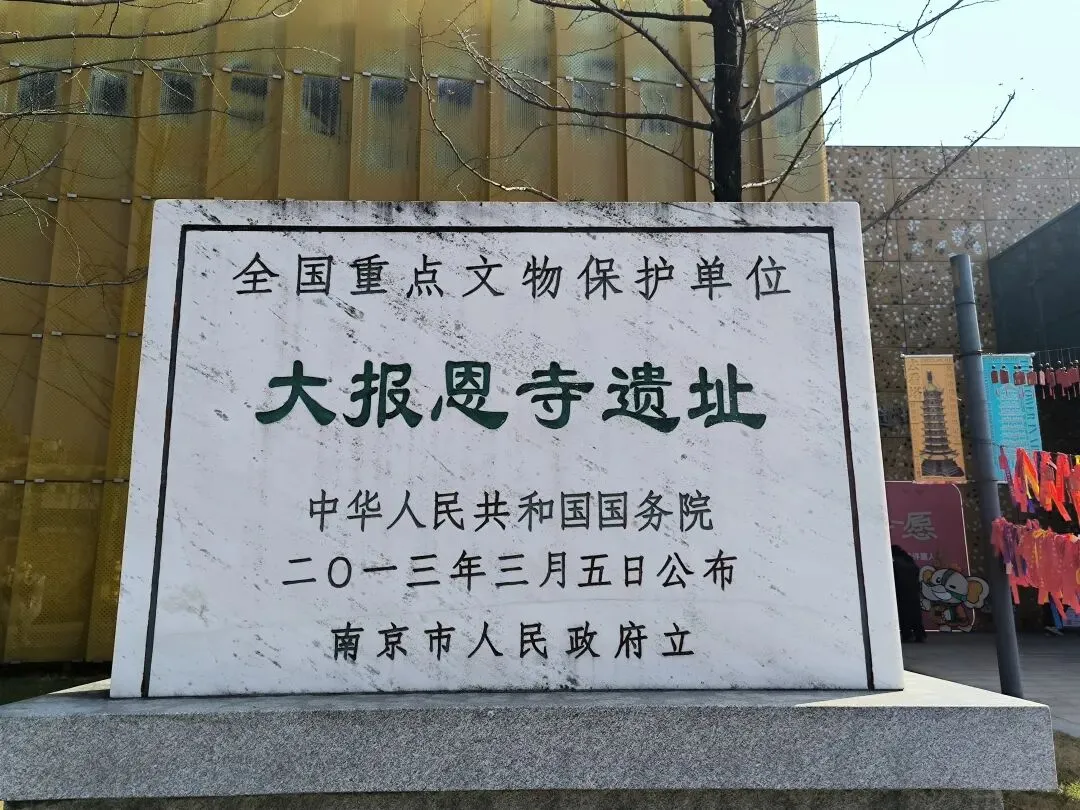 全国重点文物保护单位
大报恩寺遗址
中华人民共和国国务院
二〇一三年三月五日公布
南京市人民政府立
愿